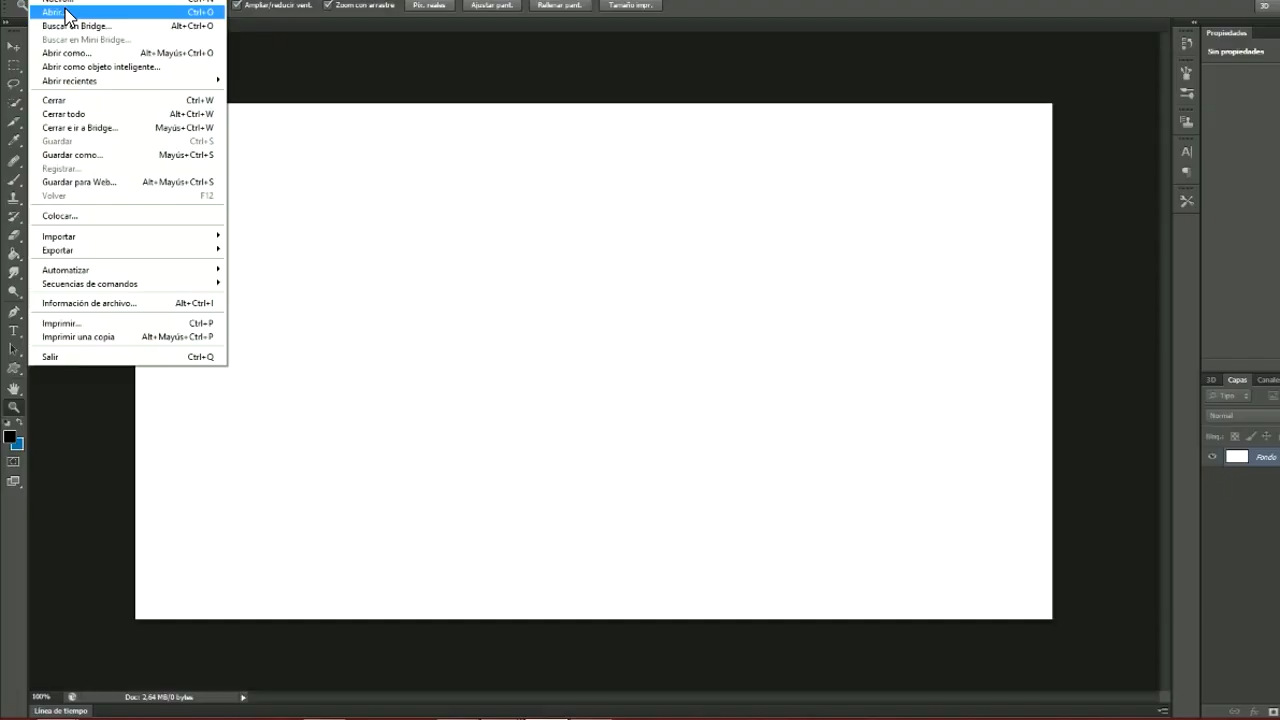 Ampliar/reducir vent. Zoom con arrastre Píx. reales Ajustar pant. Rellenar pant. Tamaño impr. 3D
Abrir... Ctrl+O
Buscar en Bridge... Alt+Ctrl+O
Buscar en Mini Bridge...
Abrir como... Alt+Mayús+Ctrl+O
Abrir como objeto inteligente...
Abrir recientes
Cerrar Ctrl+W
Cerrar todo Alt+Ctrl+W
Cerrar e ir a Bridge... Mayús+Ctrl+W
Guardar Ctrl+S
Guardar como... Mayús+Ctrl+S
Registrar...
Guardar para Web... Alt+Mayús+Ctrl+S
Volver F12
Colocar...
Importar
Exportar
Automatizar
Secuencias de comandos
Información de archivo... Alt+Ctrl+I
Imprimir... Ctrl+P
Imprimir una copia Alt+Mayús+Ctrl+P
Salir Ctrl+Q
Propiedades
Sin propiedades
3D Capas Canales
Tipo
Normal
Bloq.:
Fondo
100% Doc: 2,64 MB/0 bytes
Línea de tiempo